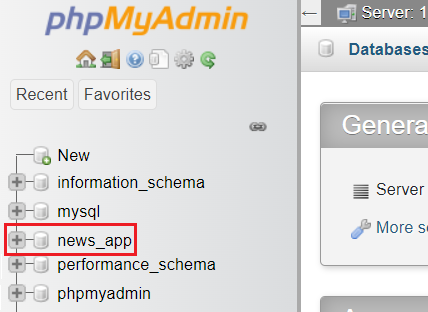 phpMyAdmin
Recent
Favorites
New
information_schema
mysql
news_app
performance_schema
phpmyadmin
Server: 1
Databases
Genera
Server
More s